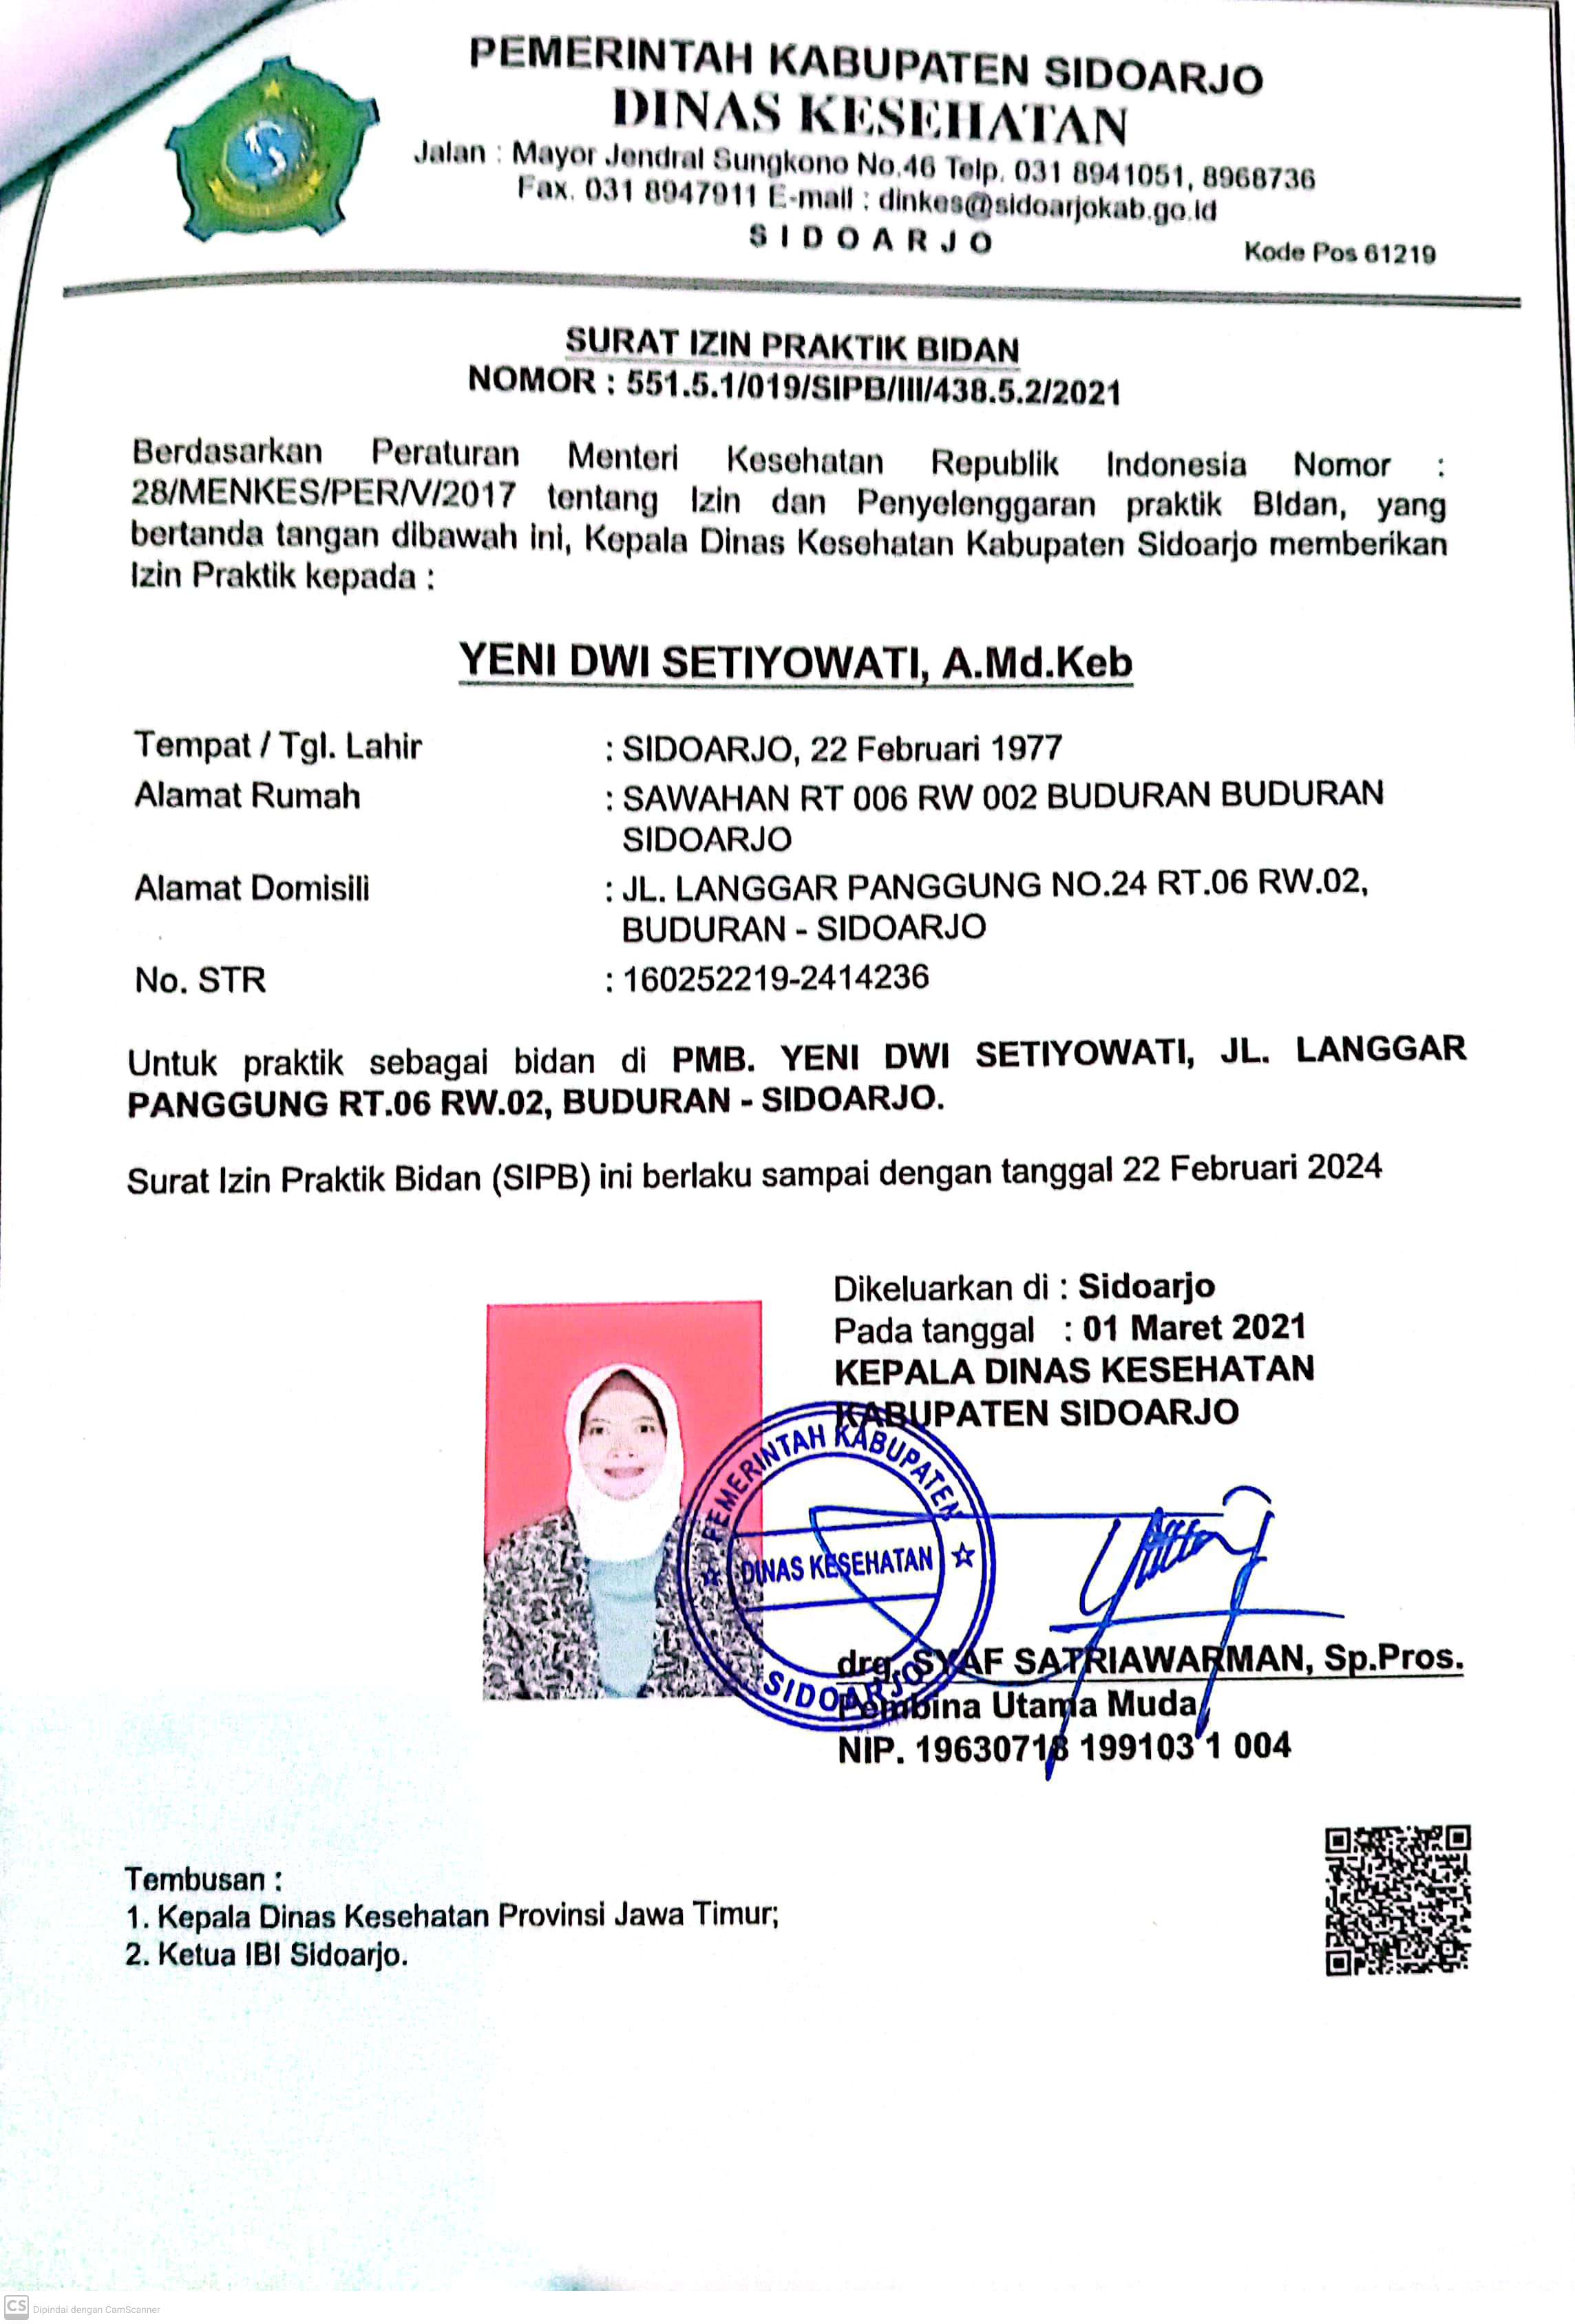 PEMERINTAH KABUPATEN SIDOARJO
DINAS KESEHATAN
Jalan : Mayor Jendral Sungkono No.46 Telp. 031 8941051, 8968736
Fax. 031 8947911 E-mail : dinkes@sidoarjokab.go.id
SIDOARJO
Kode Pos 61219
SURAT IZIN PRAKTIK BIDAN
NOMOR : 551.5.1/019/SIPB/III/438.5.2/2021
Berdasarkan Peraturan Menteri Kesehatan Republik Indonesia Nomor :
28/MENKES/PER/V/2017 tentang Izin dan Penyelenggaran praktik BIdan, yang
bertanda tangan dibawah ini, Kepala Dinas Kesehatan Kabupaten Sidoarjo memberikan
Izin Praktik kepada :
YENI DWI SETIYOWATI, A.Md.Keb
Tempat / Tgl. Lahir : SIDOARJO, 22 Februari 1977
Alamat Rumah : SAWAHAN RT 006 RW 002 BUDURAN BUDURAN
SIDOARJO
Alamat Domisili : JL. LANGGAR PANGGUNG NO.24 RT.06 RW.02,
BUDURAN - SIDOARJO
No. STR : 160252219-2414236
Untuk praktik sebagai bidan di PMB. YENI DWI SETIYOWATI, JL. LANGGAR
PANGGUNG RT.06 RW.02, BUDURAN - SIDOARJO.
Surat Izin Praktik Bidan (SIPB) ini berlaku sampai dengan tanggal 22 Februari 2024
Dikeluarkan di : Sidoarjo
Pada tanggal : 01 Maret 2021
KEPALA DINAS KESEHATAN
KABUPATEN SIDOARJO
PEMERINTAH KABUPATEN
DINAS KESEHATAN
SIDOARJO
drg. SYAF SATRIAWARMAN, Sp.Pros.
Pembina Utama Muda
NIP. 19630718 199103 1 004
Tembusan :
1. Kepala Dinas Kesehatan Provinsi Jawa Timur;
2. Ketua IBI Sidoarjo.
CS Dipindai dengan CamScanner